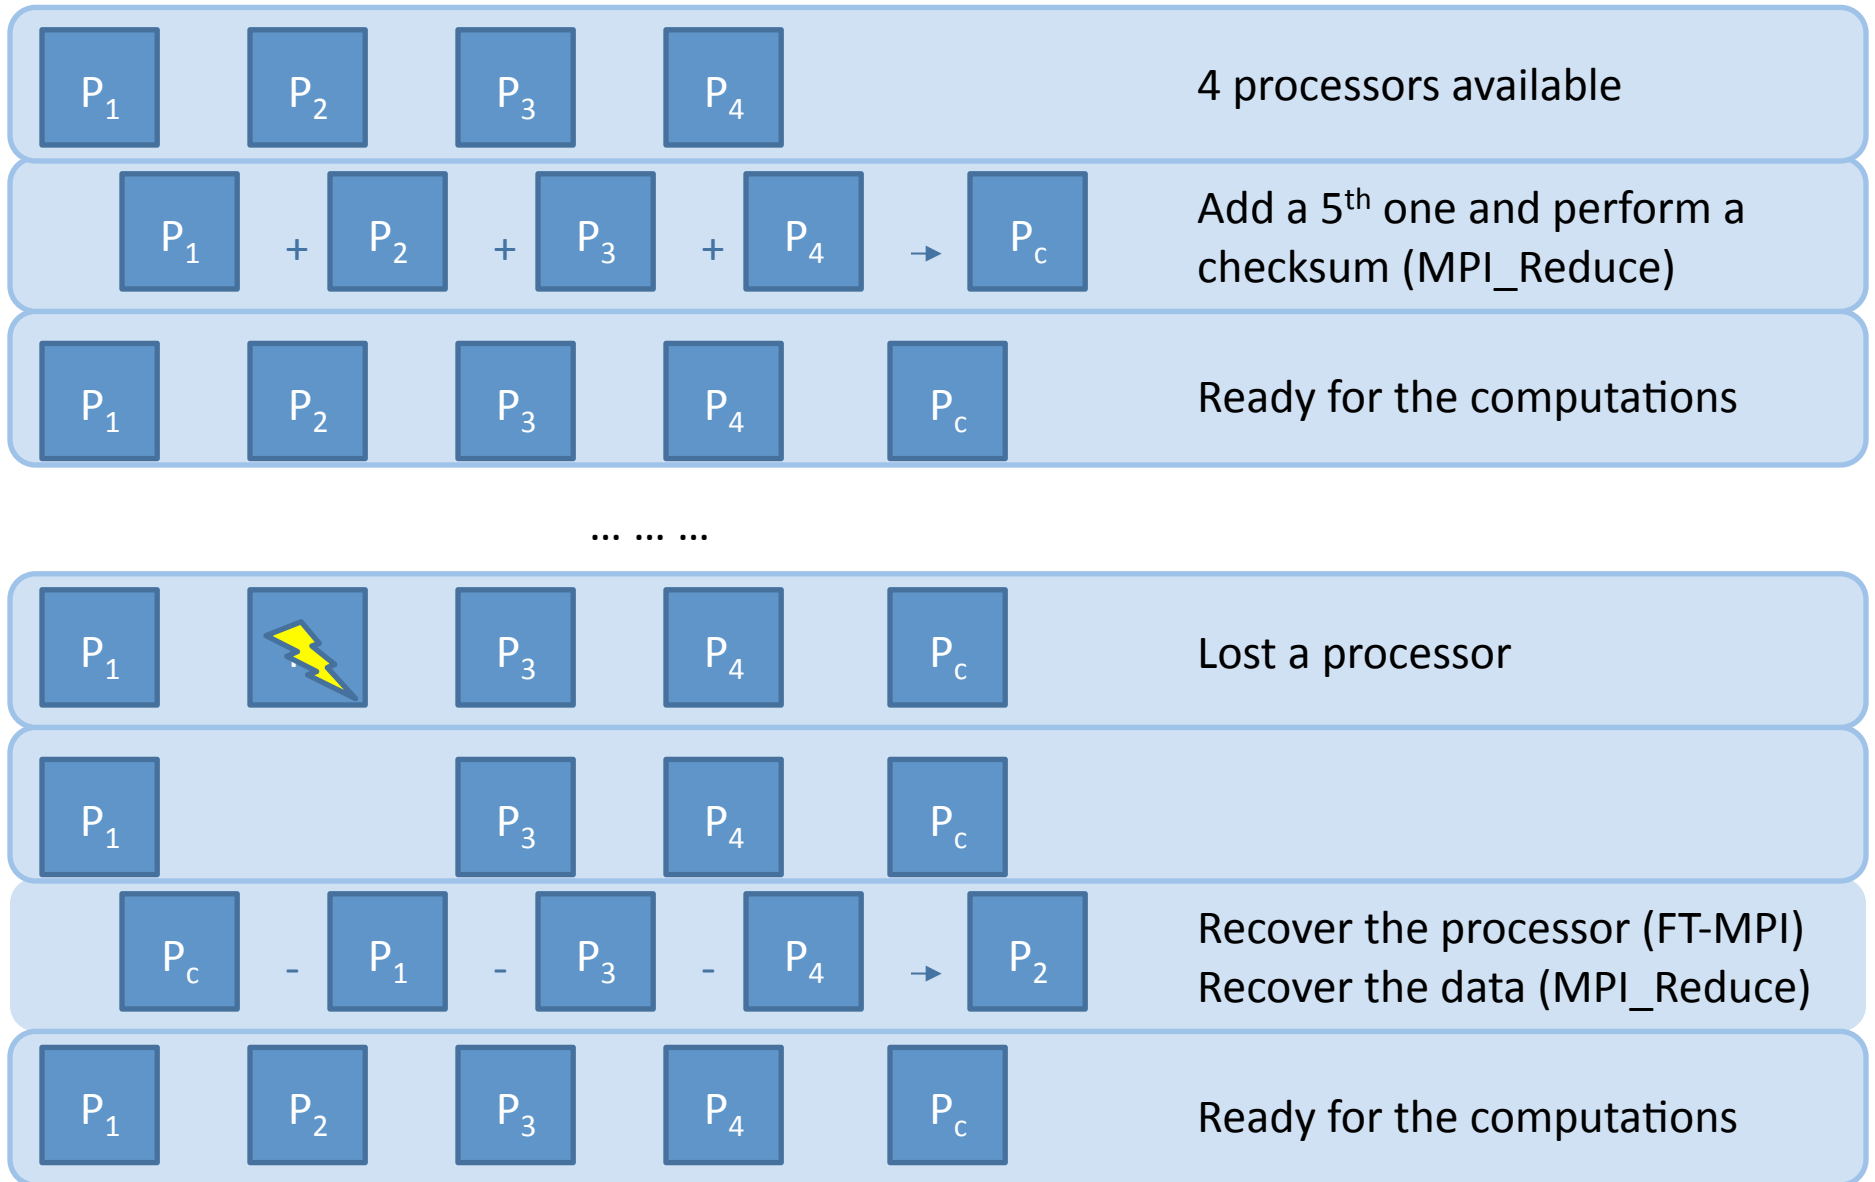 P1 P2 P3 P4 4 processors available
P1 + P2 + P3 + P4 → Pc Add a 5th one and perform a
checksum (MPI_Reduce)
P1 P2 P3 P4 Pc Ready for the computations
... ... ...
P1 P3 P4 Pc Lost a processor
P1 P3 P4 Pc
Pc - P1 - P3 - P4 → P2 Recover the processor (FT-MPI)
Recover the data (MPI_Reduce)
P1 P2 P3 P4 Pc Ready for the computations